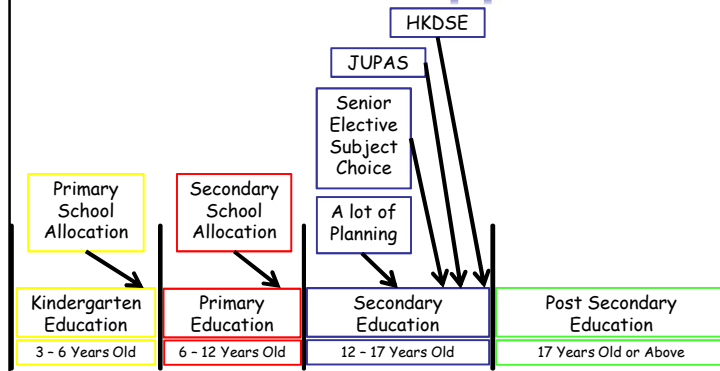 HKDSE
JUPAS
Senior
Elective
Subject
Choice
Primary
School
Allocation
Secondary
School
Allocation
A lot of
Planning
Kindergarten
Education
Primary
Education
Secondary
Education
Post Secondary
Education
3 – 6 Years Old
6 – 12 Years Old
12 – 17 Years Old
17 Years Old or Above